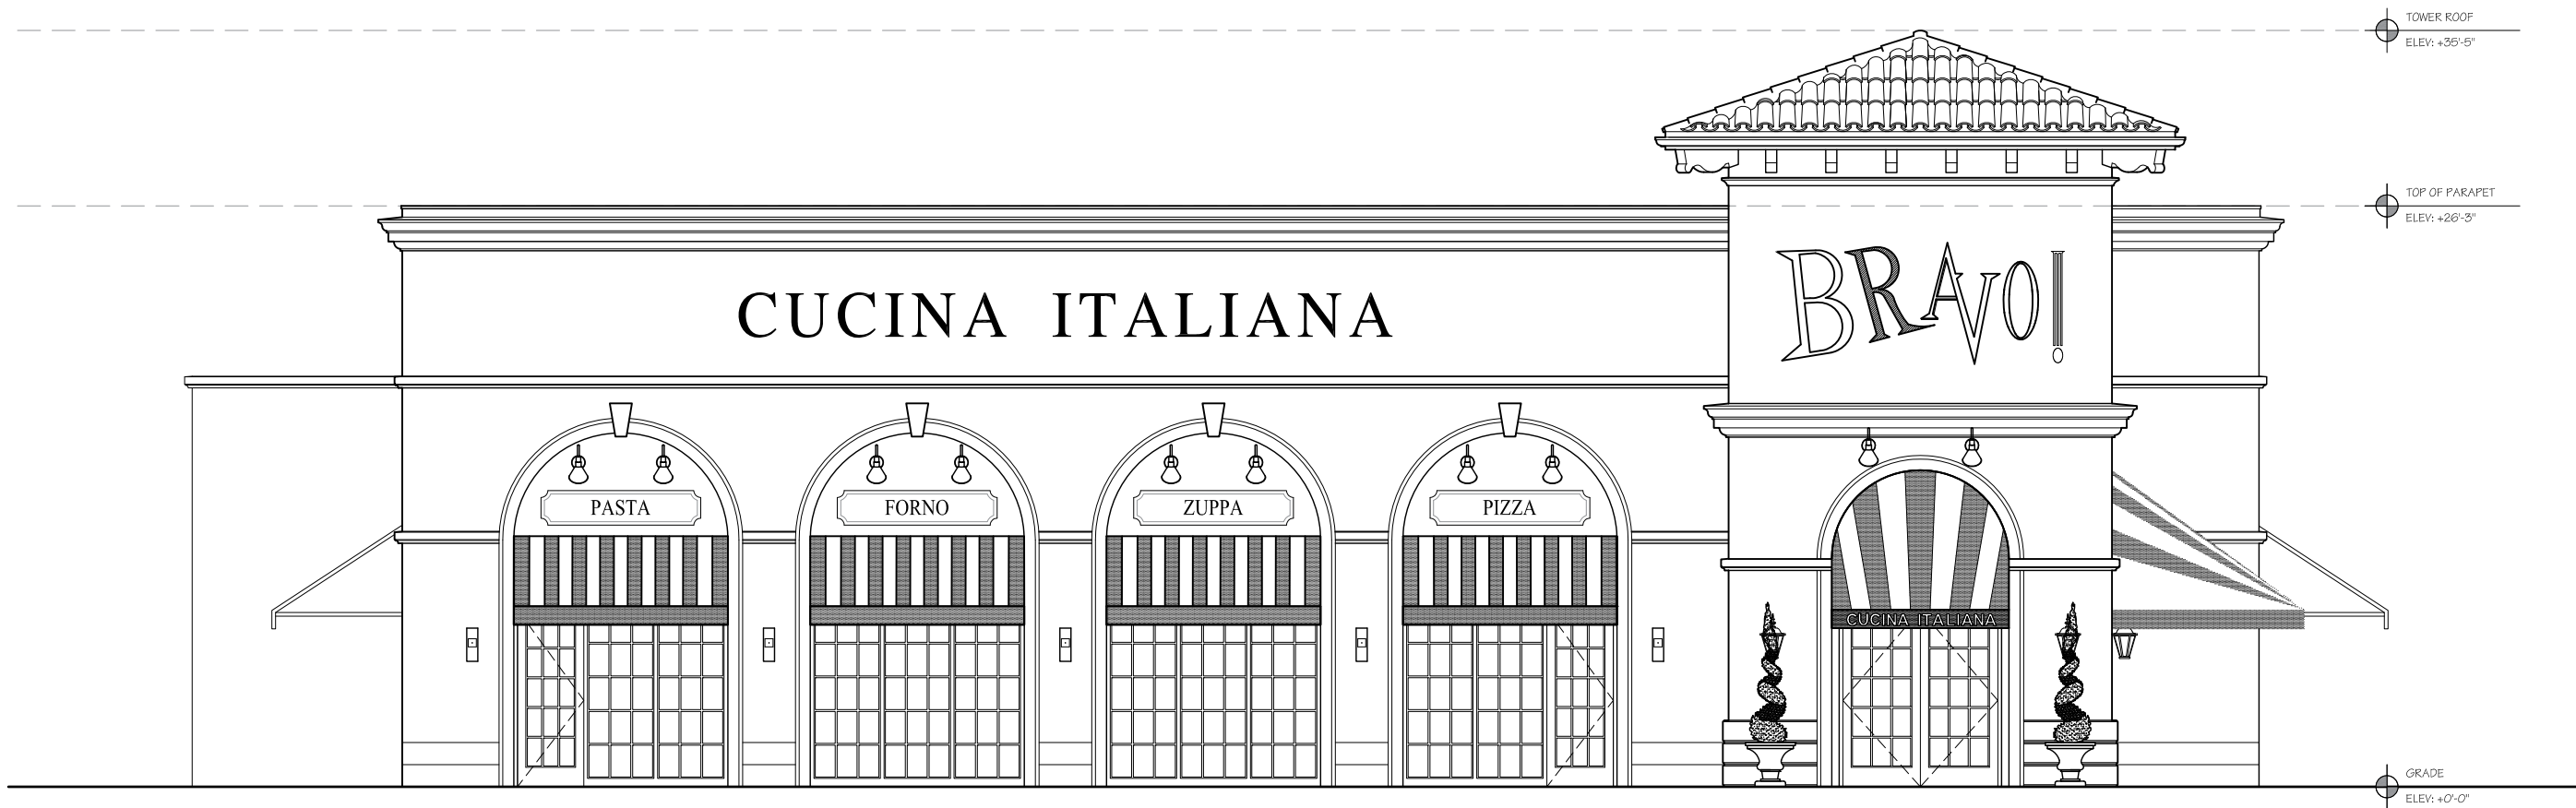 TOWER ROOF
ELEV: +35'-5"
TOP OF PARAPET
ELEV: +26'-3"
BRAVO!
CUCINA ITALIANA
PASTA
FORNO
ZUPPA
PIZZA
CUCINA ITALIANA
GRADE
ELEV: +0'-0"